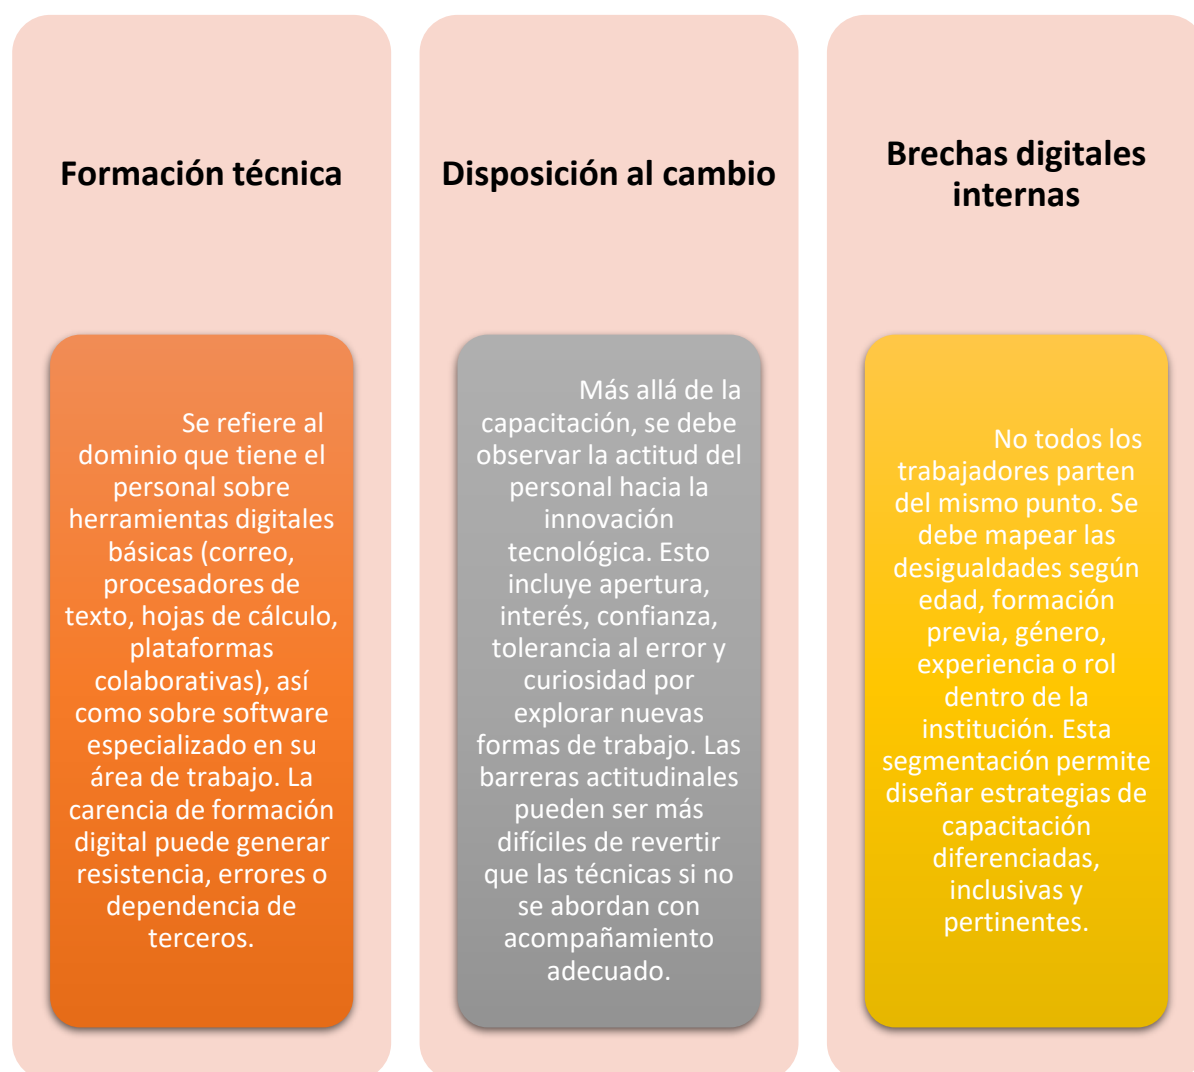 Formación técnica
Se refiere al
dominio que tiene el
personal sobre
herramientas digitales
básicas (correo,
procesadores de
texto, hojas de cálculo,
plataformas
colaborativas), así
como sobre software
especializado en su
área de trabajo. La
carencia de formación
digital puede generar
resistencia, errores o
dependencia de
terceros.
Disposición al cambio
Más allá de la
capacitación, se debe
observar la actitud del
personal hacia la
innovación
tecnológica. Esto
incluye apertura,
interés, confianza,
tolerancia al error y
curiosidad por
explorar nuevas
formas de trabajo. Las
barreras actitudinales
pueden ser más
difíciles de revertir
que las técnicas si no
se abordan con
acompañamiento
adecuado.
Brechas digitales
internas
No todos los
trabajadores parten
del mismo punto. Se
debe mapear las
desigualdades según
edad, formación
previa, género,
experiencia o rol
dentro de la
institución. Esta
segmentación permite
diseñar estrategias de
capacitación
diferenciadas,
inclusivas y
pertinentes.